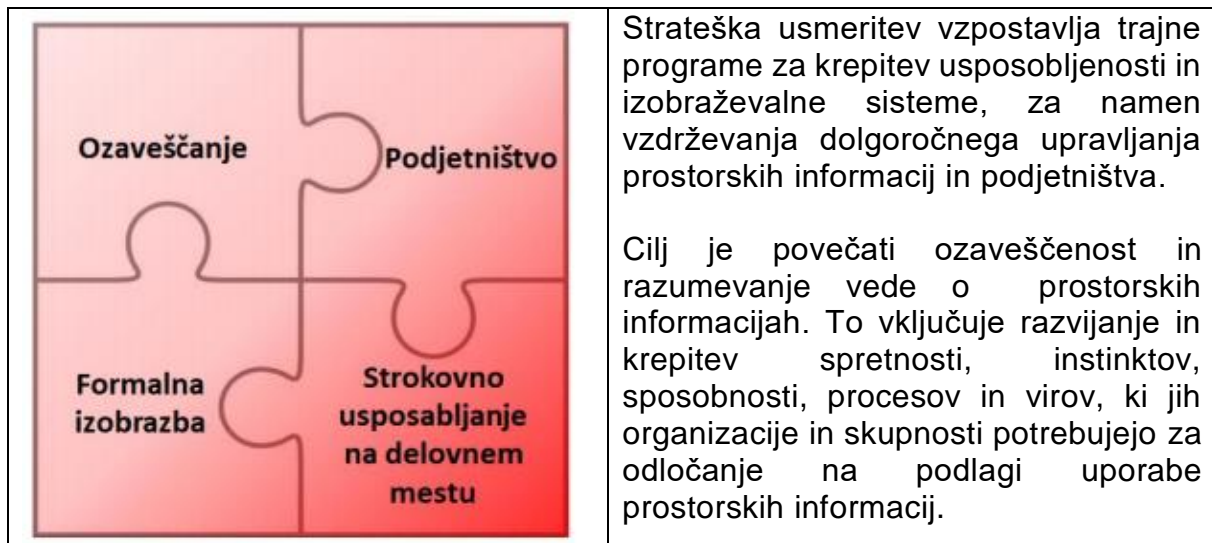 Ozaveščanje
Podjetništvo
Formalna
izobrazba
Strokovno
usposabljanje
na delovnem
mestu
Strateška usmeritev vzpostavlja trajne
programe za krepitev usposobljenosti in
izobraževalne sisteme, za namen
vzdrževanja dolgoročnega upravljanja
prostorskih informacij in podjetništva.
Cilj je povečati ozaveščenost in
razumevanje vede o prostorskih
informacijah. To vključuje razvijanje in
krepitev spretnosti, instinktov,
sposobnosti, procesov in virov, ki jih
organizacije in skupnosti potrebujejo za
odločanje na podlagi uporabe
prostorskih informacij.